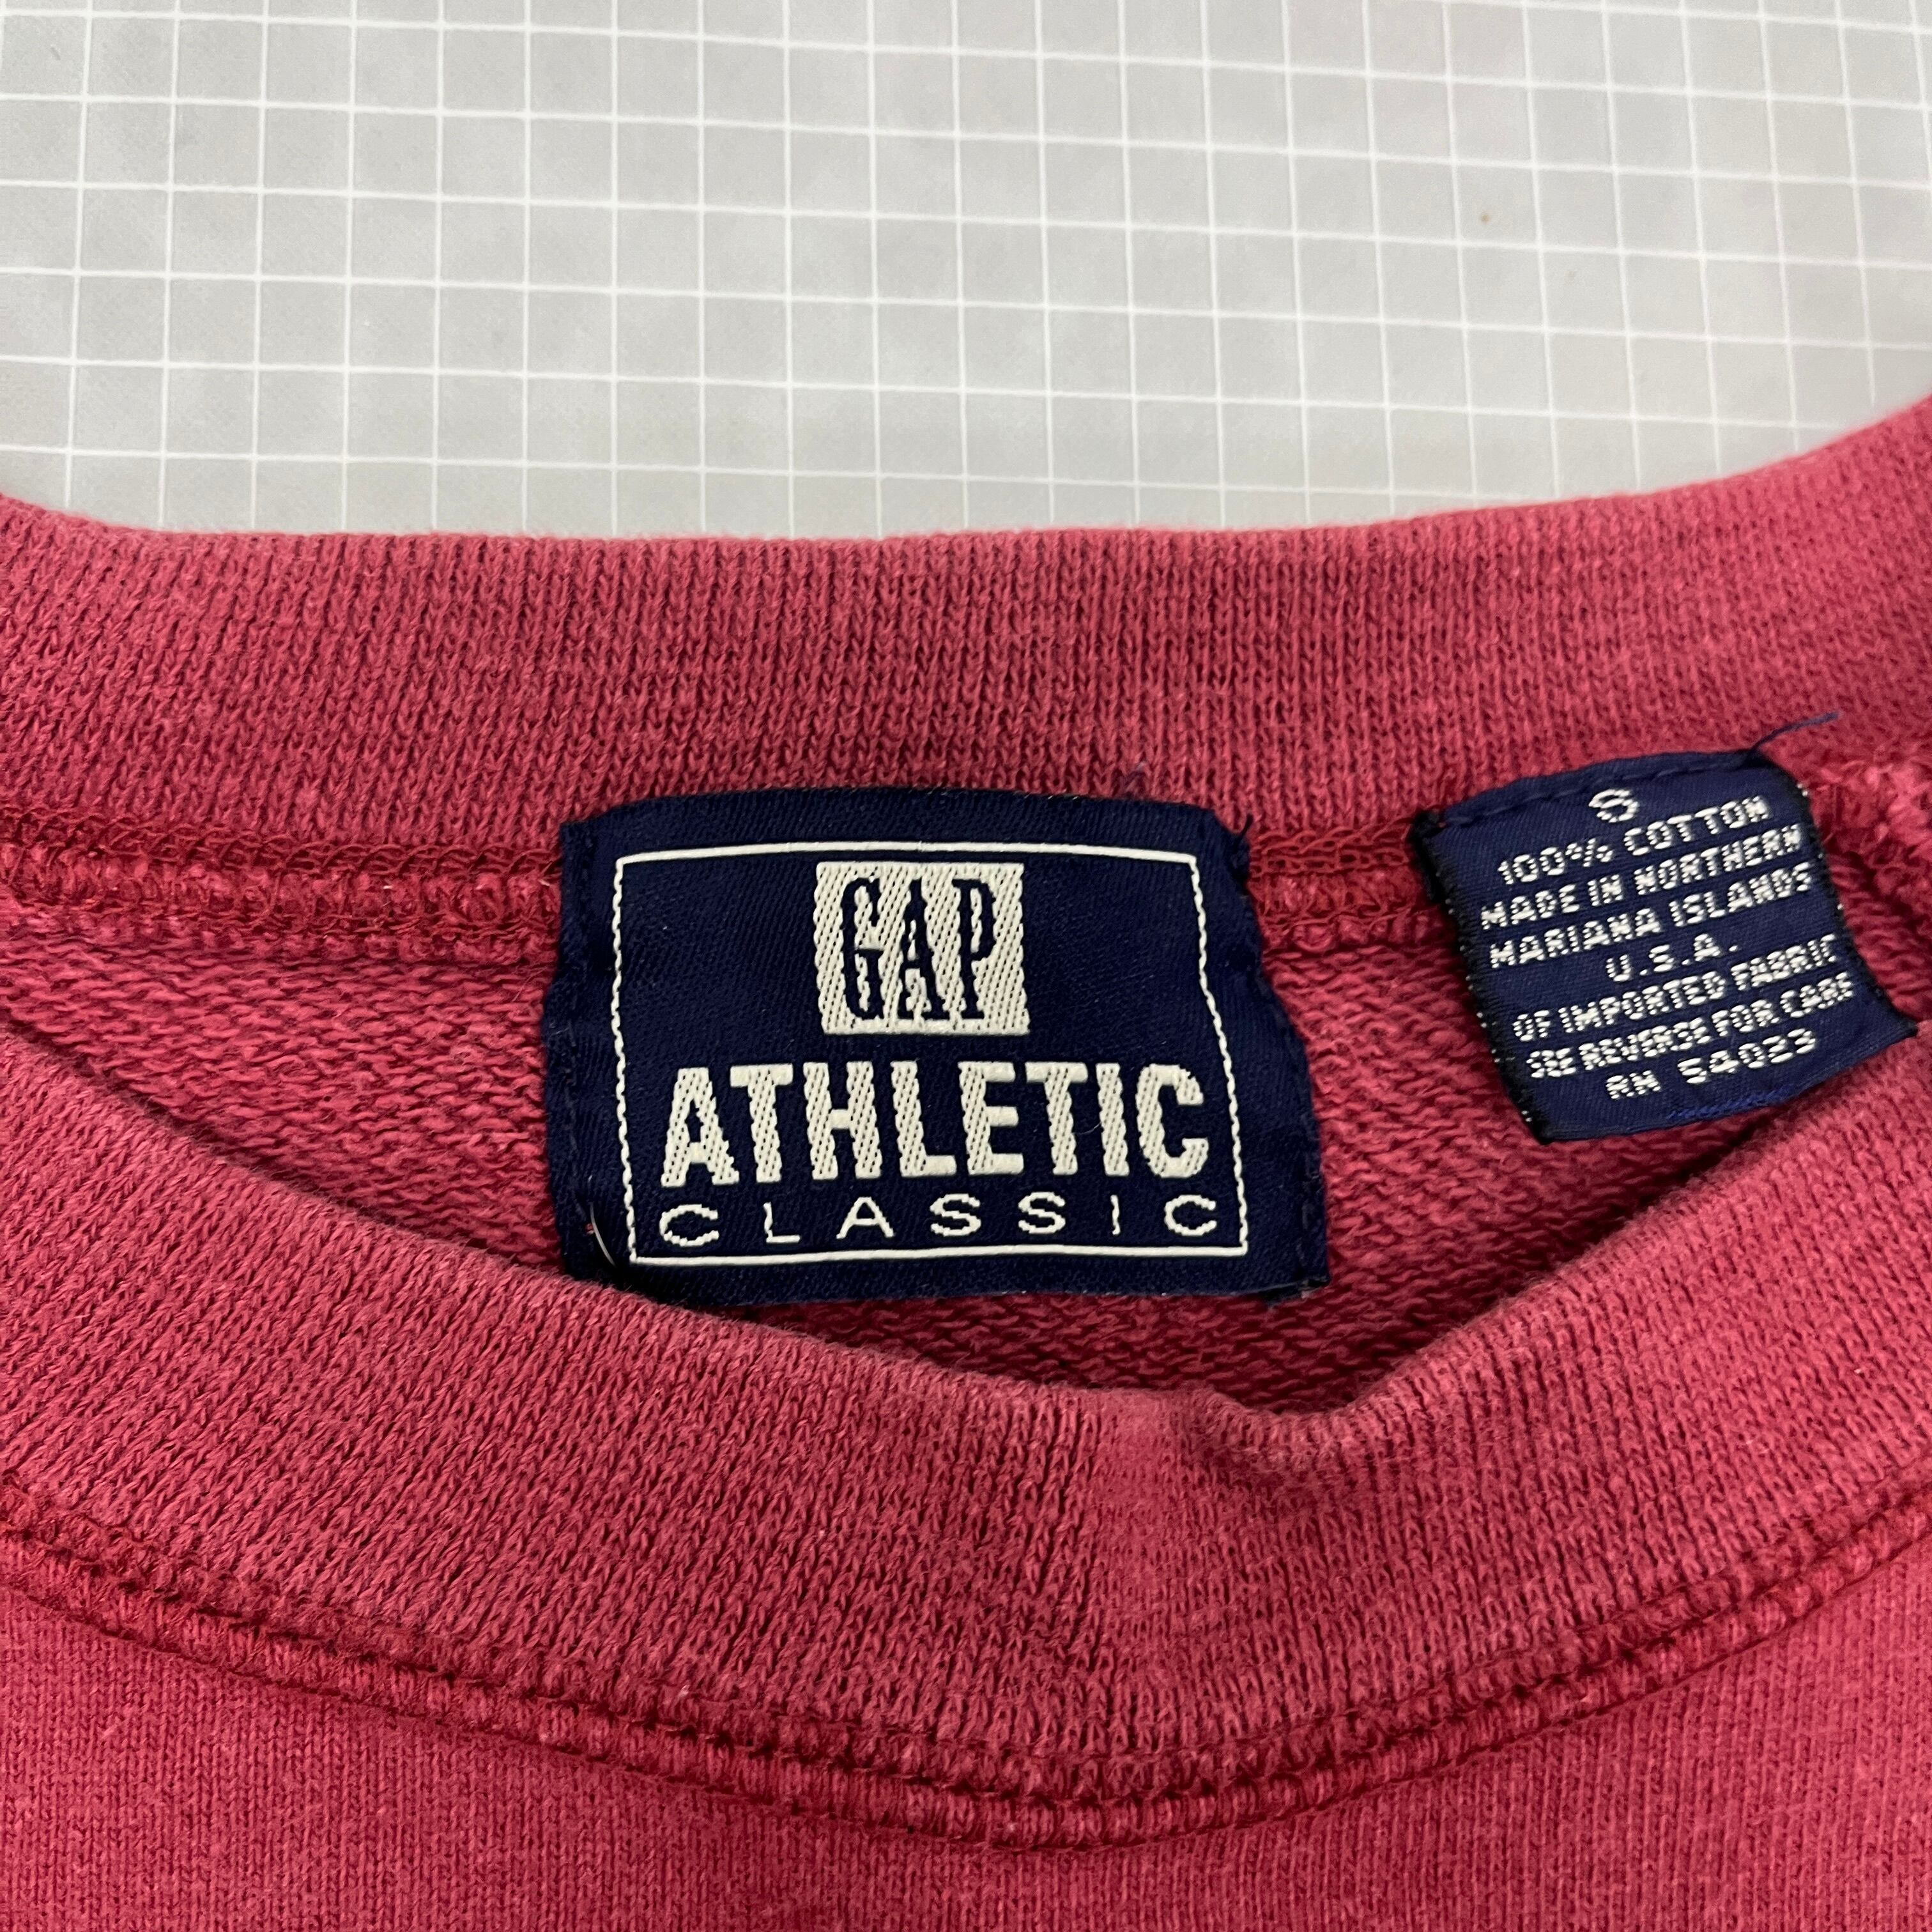 GAP
ATHLETIC
CLASSIC
S
100% COTTON
MADE IN NORTHERN
MARIANA ISLANDS
U.S.A.
OF IMPORTED FABRIC
SEE REVERSE FOR CARE
RN 54023